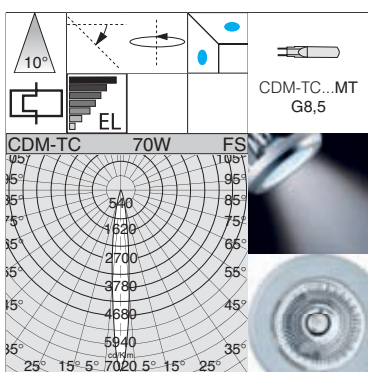 10°
EL
CDM-TC...MT
G8,5
CDM-TC 70W FS
105° 105°
95° 95°
85° 540 85°
75° 1620 75°
65° 2700 65°
55° 3780 55°
45° 4680 45°
35° 5940 35°
cd/Klm.
25° 15° 5° 7020 5° 15° 25°